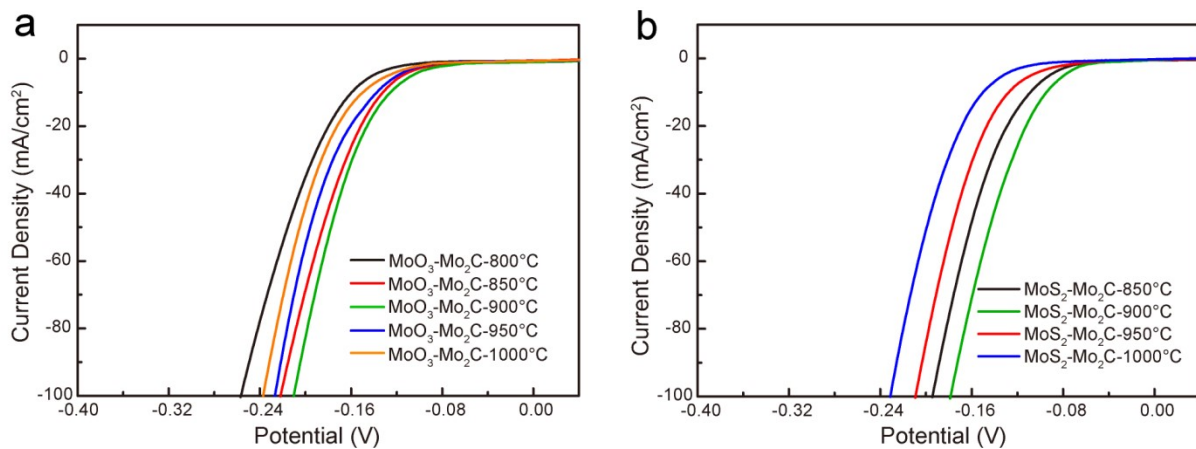 a
0
-20
-40
-60
-80
-100
Current Density (mA/cm²)
MoO₃-Mo₂C-800°C
MoO₃-Mo₂C-850°C
MoO₃-Mo₂C-900°C
MoO₃-Mo₂C-950°C
MoO₃-Mo₂C-1000°C
-0.40 -0.32 -0.24 -0.16 -0.08 0.00
Potential (V)
b
0
-20
-40
-60
-80
-100
Current Density (mA/cm²)
MoS₂-Mo₂C-850°C
MoS₂-Mo₂C-900°C
MoS₂-Mo₂C-950°C
MoS₂-Mo₂C-1000°C
-0.40 -0.32 -0.24 -0.16 -0.08 0.00
Potential (V)